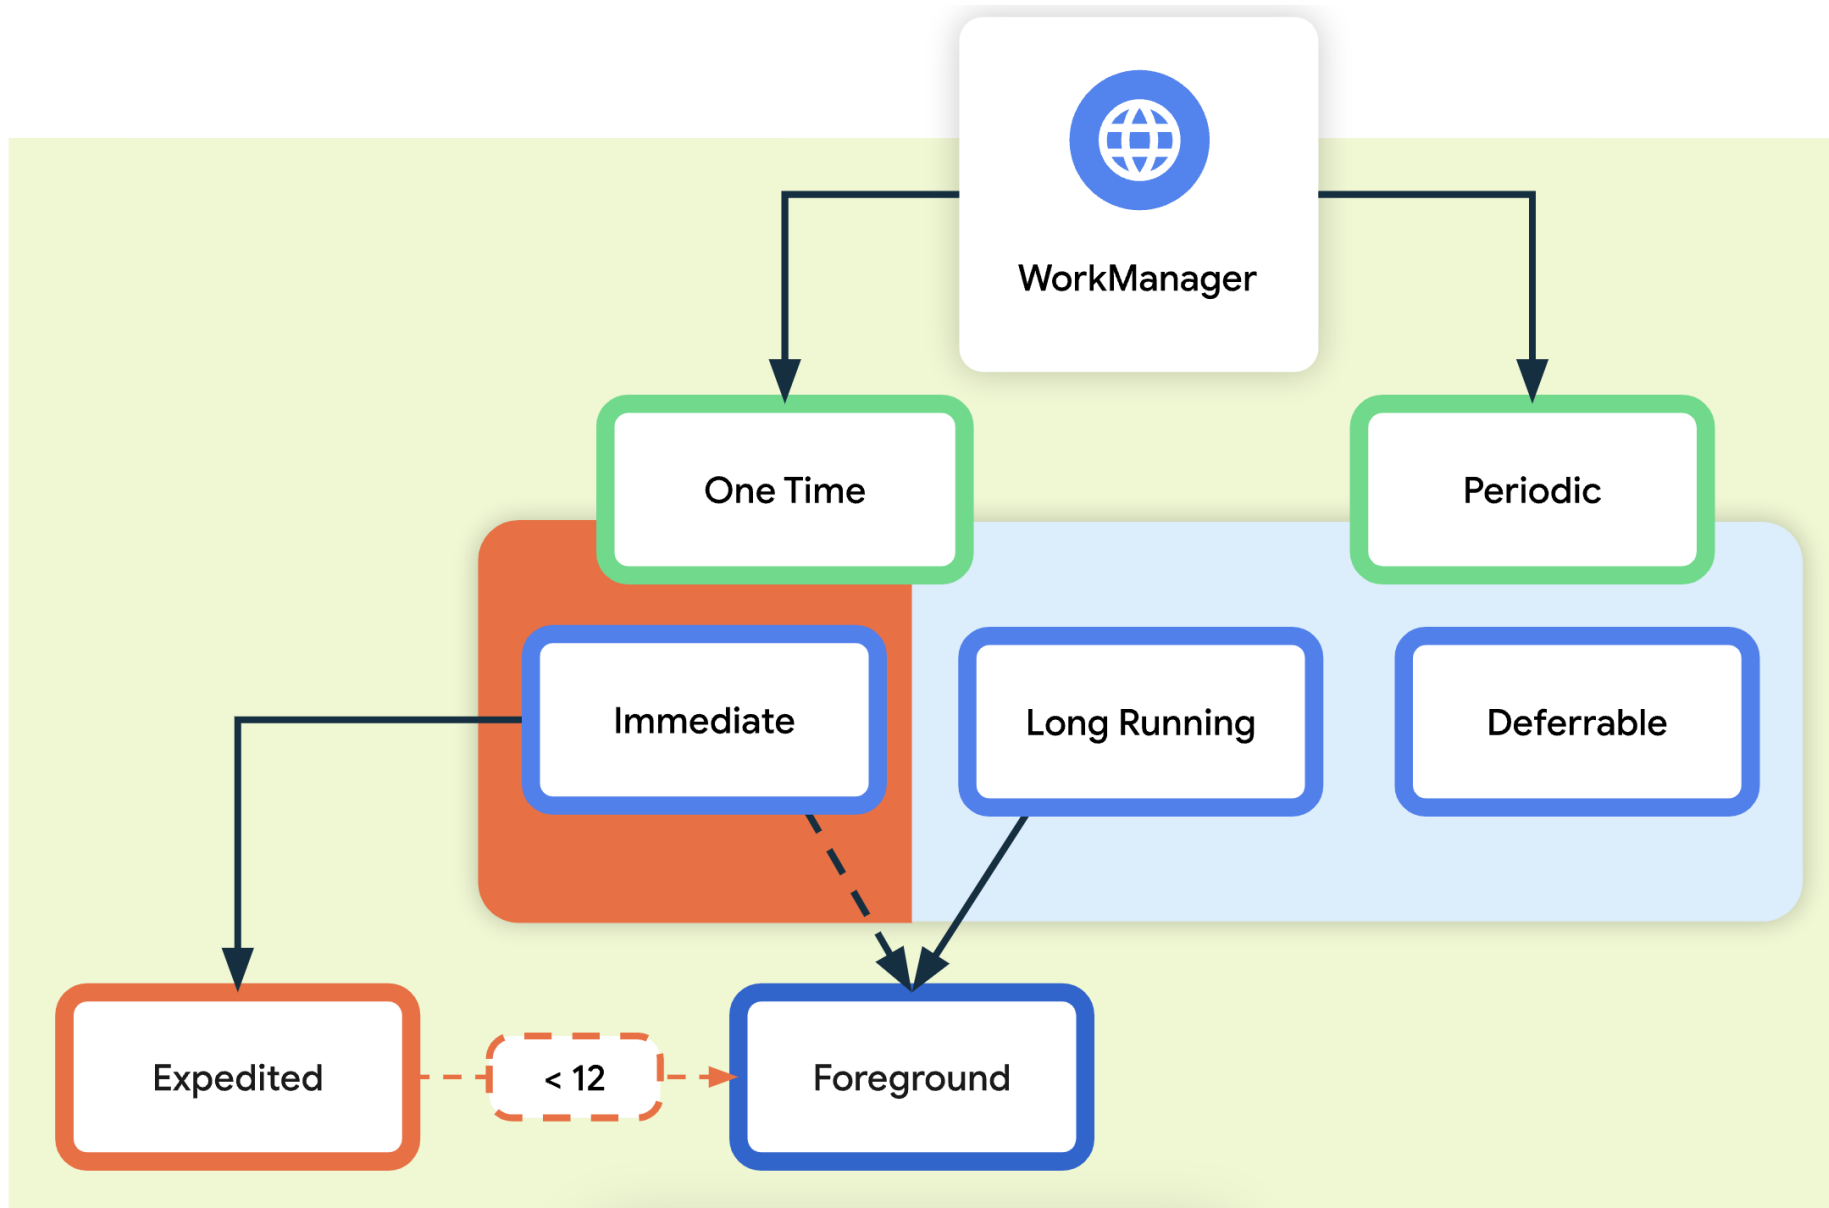 WorkManager
One Time
Periodic
Immediate
Long Running
Deferrable
Expedited
< 12
Foreground